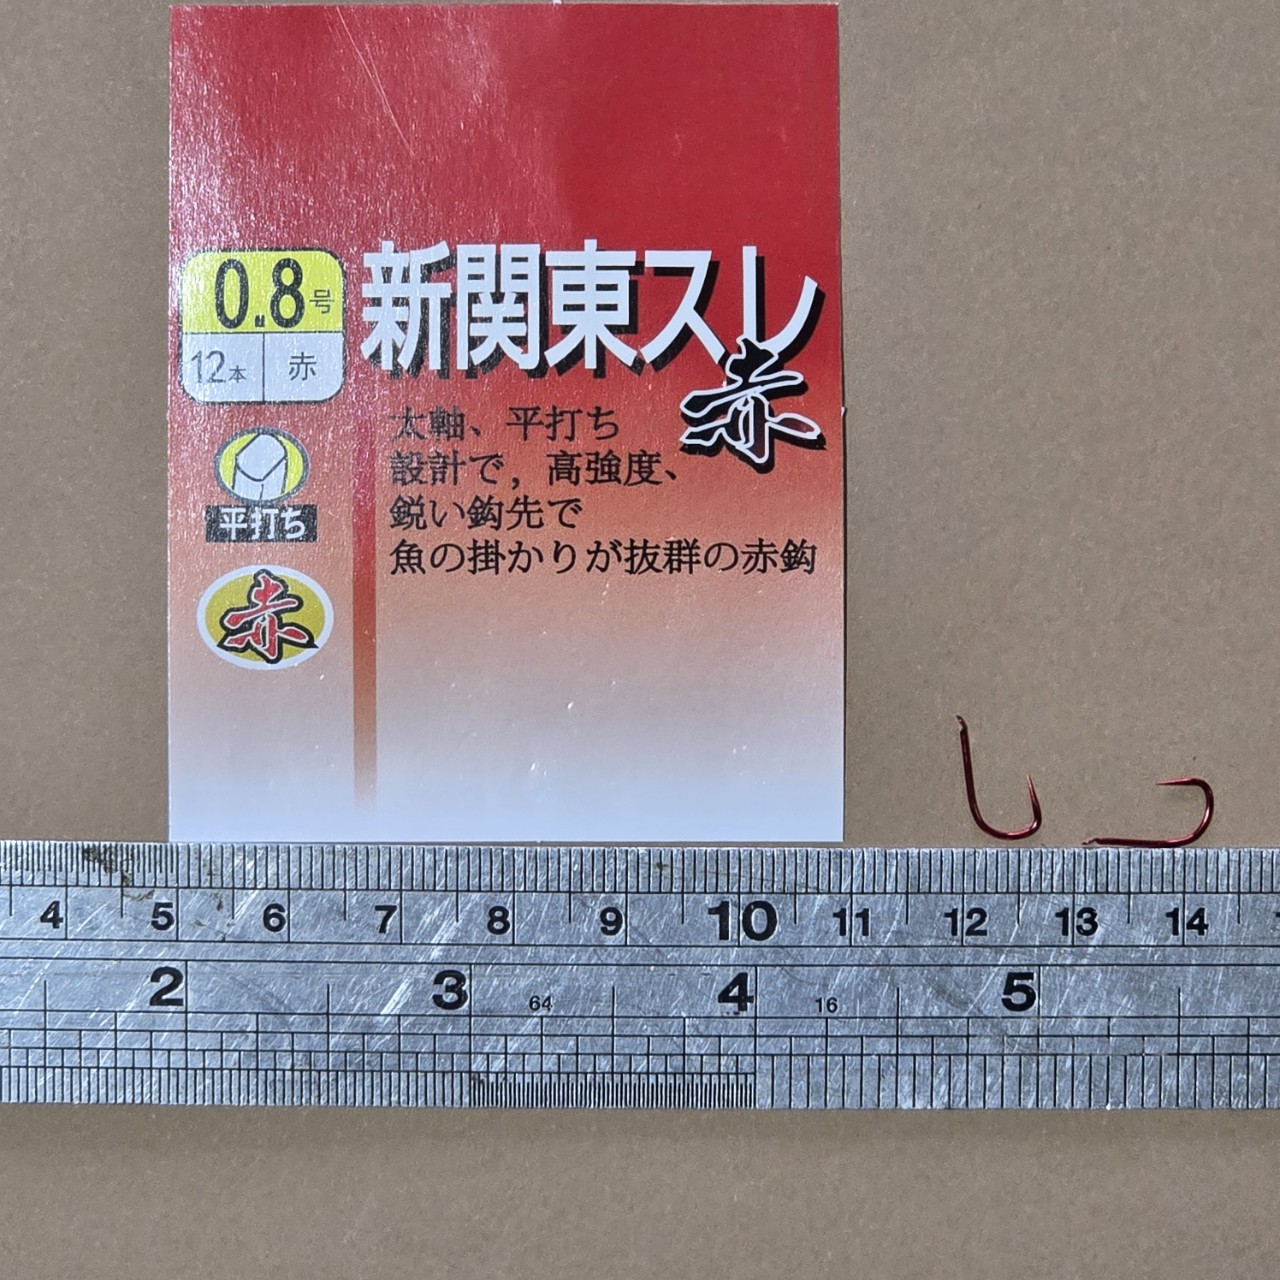 0.8号
12本 赤
新関東スレ
赤
太軸、平打ち
設計で，高強度、
鋭い鈎先で
魚の掛かりが抜群の赤鈎
平打ち
赤
4 5 6 7 8 9 10 11 12 13 14
2 3 64 4 16 5